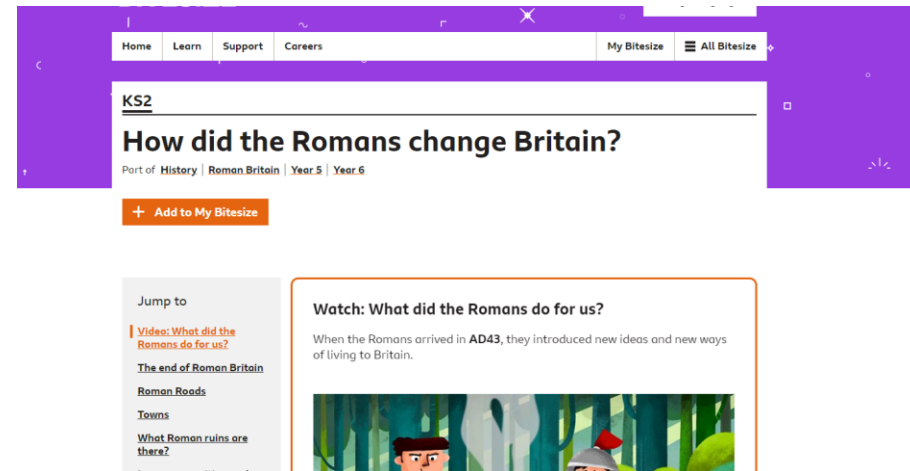 Home Learn Support Careers My Bitesize All Bitesize
KS2
How did the Romans change Britain?
Part of History | Roman Britain | Year 5 | Year 6
+ Add to My Bitesize
Jump to
Video: What did the
Romans do for us?
The end of Roman Britain
Roman Roads
Towns
What Roman ruins are
there?
Watch: What did the Romans do for us?
When the Romans arrived in AD43, they introduced new ideas and new ways
of living to Britain.